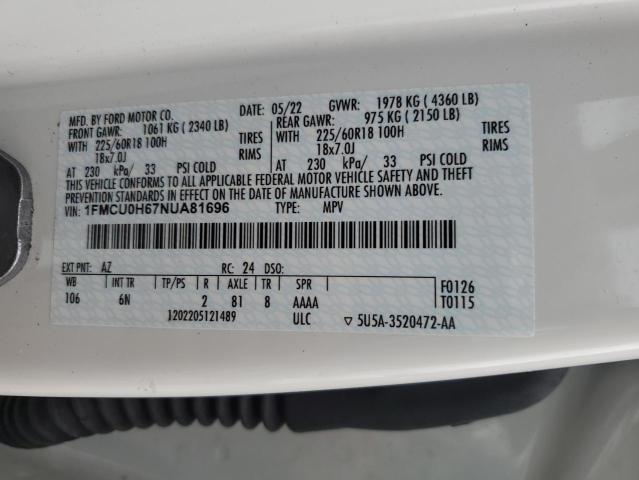 MFD. BY FORD MOTOR CO.
DATE: 05/22 GVWR: 1978 KG ( 4360 LB)
FRONT GAWR: 1061 KG ( 2340 LB)
REAR GAWR: 975 KG ( 2150 LB)
WITH 225/60R18 100H TIRES
WITH 225/60R18 100H TIRES
18x7.0J RIMS
18x7.0J RIMS
AT 230 kPa/ 33 PSI COLD
AT 230 kPa/ 33 PSI COLD
THIS VEHICLE CONFORMS TO ALL APPLICABLE FEDERAL MOTOR VEHICLE SAFETY AND THEFT
PREVENTION STANDARDS IN EFFECT ON THE DATE OF MANUFACTURE SHOWN ABOVE.
VIN: 1FMCU0H67NUA81696 TYPE: MPV
EXT PNT: AZ RC: 24 DSO:
WB INT TR TP/PS R AXLE TR SPR F0126
106 6N 2 81 8 AAAA T0115
1202205121489 ULC ▽ 5U5A-3520472-AA